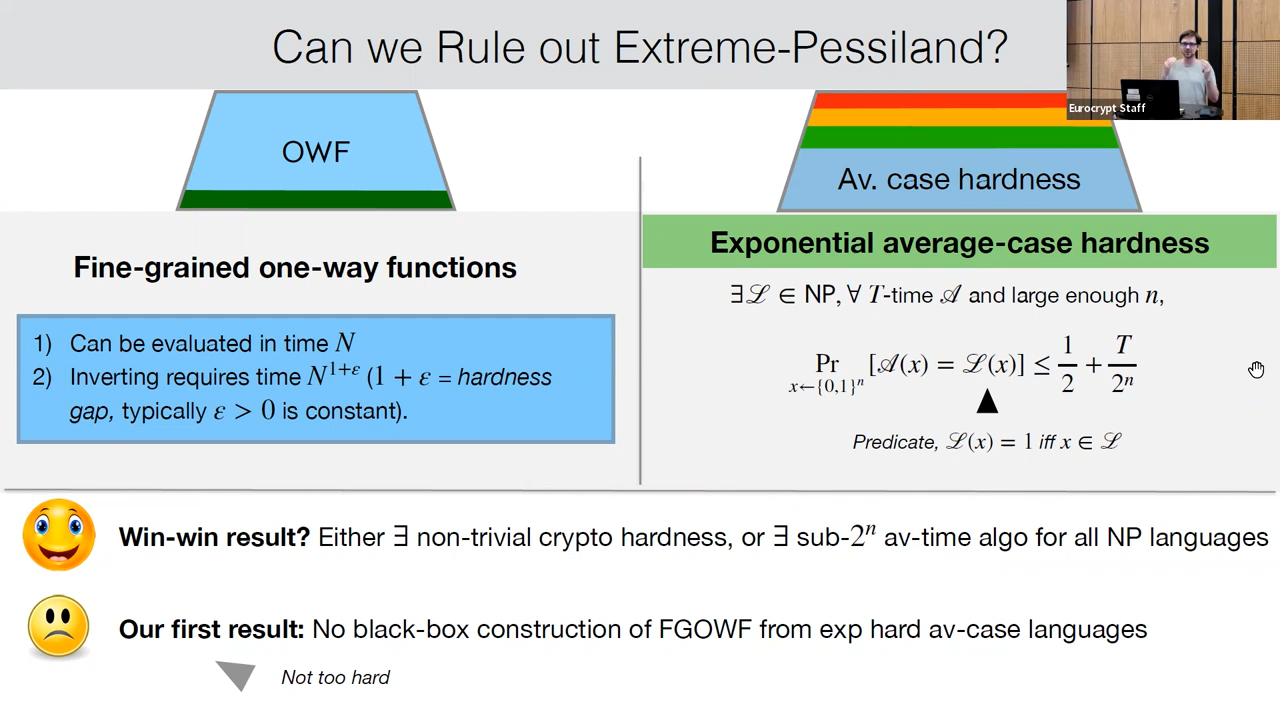 Can we Rule out Extreme-Pessiland?
Eurocrypt Staff
OWF
Av. case hardness
Fine-grained one-way functions
1) Can be evaluated in time N
2) Inverting requires time N^{1+ε} (1 + ε = hardness
gap, typically ε > 0 is constant).
Exponential average-case hardness
∃ℒ ∈ NP, ∀ T-time 𝒜 and large enough n,
Pr_{x←{0,1}^n} [𝒜(x) = ℒ(x)] ≤ 1/2 + T/2^n
Predicate, ℒ(x) = 1 iff x ∈ ℒ
Win-win result? Either ∃ non-trivial crypto hardness, or ∃ sub-2^n av-time algo for all NP languages
Our first result: No black-box construction of FGOWF from exp hard av-case languages
Not too hard